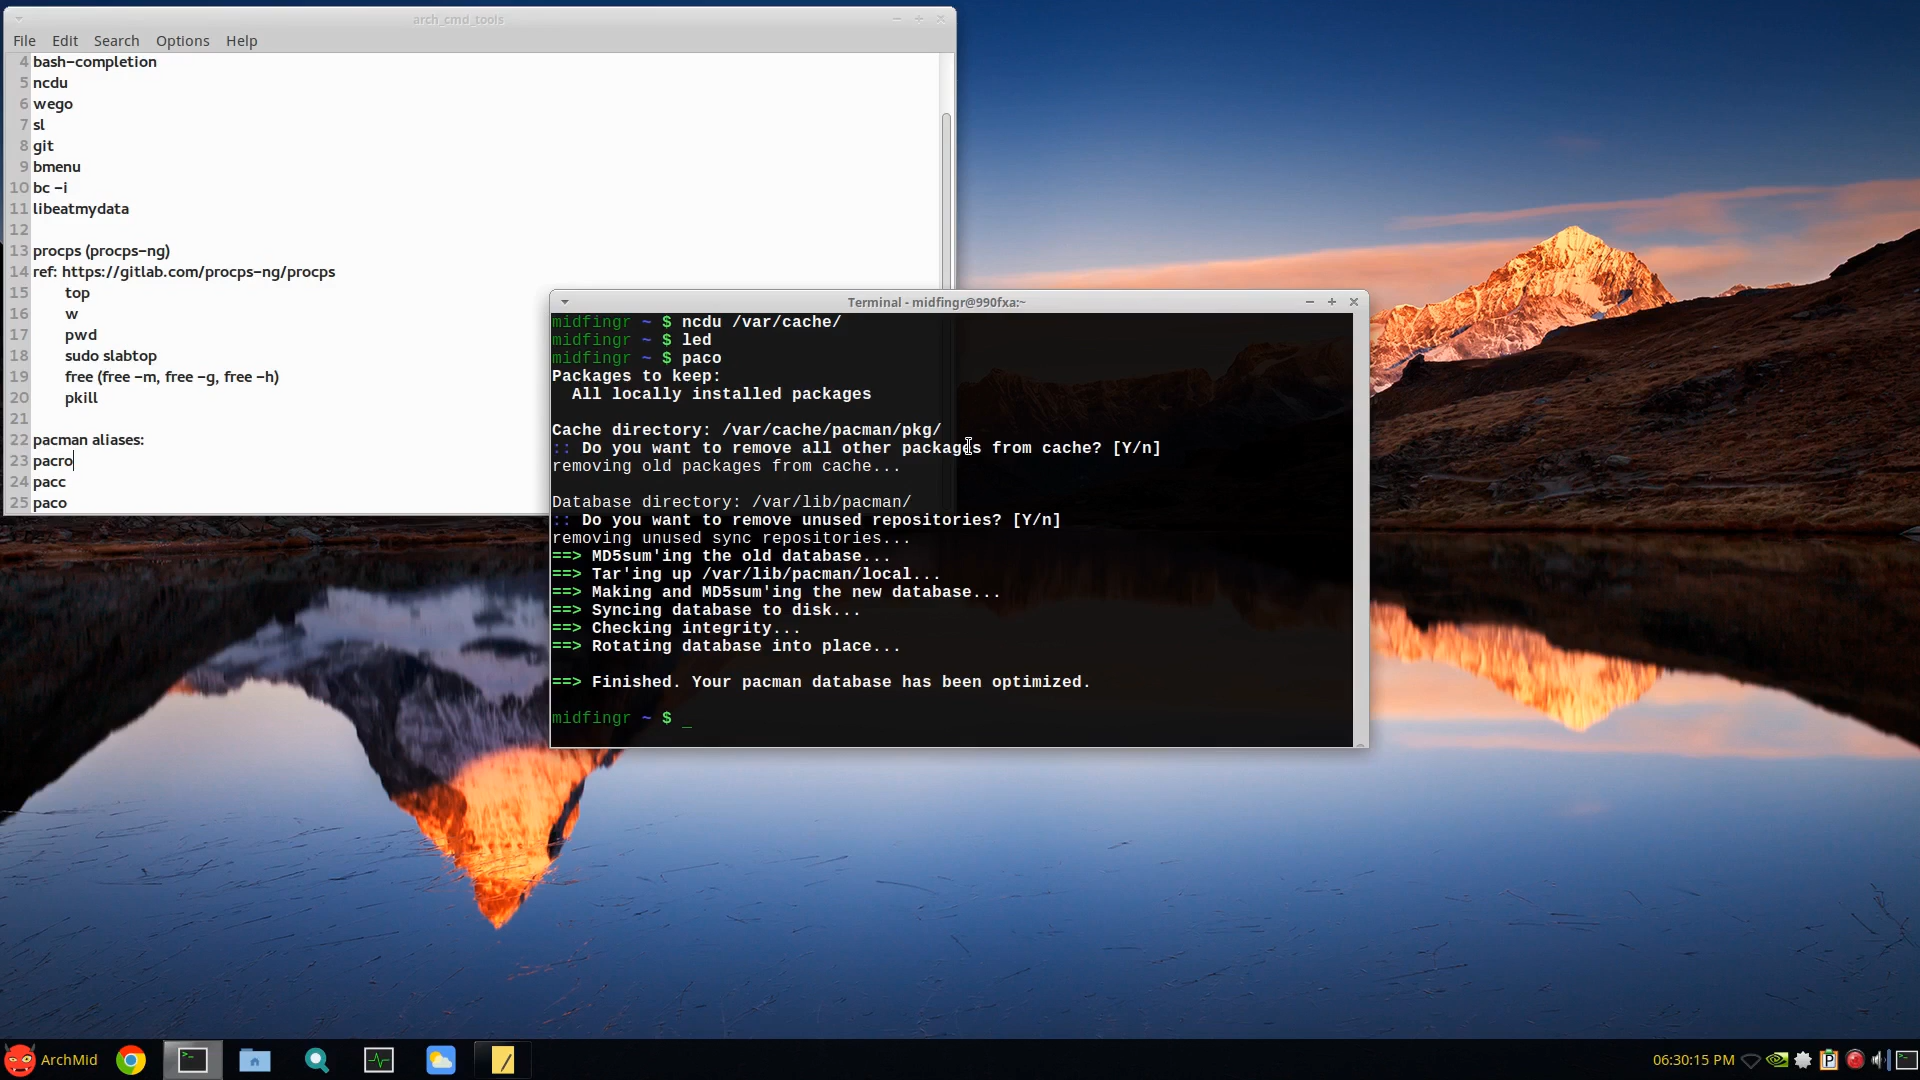 arch_cmd_tools
File Edit Search Options Help
4 bash-completion
5 ncdu
6 wego
7 sl
8 git
9 bmenu
10 bc -i
11 libeatmydata
12
13 procps (procps-ng)
14 ref: https://gitlab.com/procps-ng/procps
15 top
16 w
17 pwd
18 sudo slabtop
19 free (free -m, free -g, free -h)
20 pkill
21
22 pacman aliases:
23 pacro
24 pacc
25 paco
Terminal - midfingr@990fxa:~
midfingr ~ $ ncdu /var/cache/
midfingr ~ $ led
midfingr ~ $ paco
Packages to keep:
All locally installed packages
Cache directory: /var/cache/pacman/pkg/
:: Do you want to remove all other packages from cache? [Y/n]
removing old packages from cache...
Database directory: /var/lib/pacman/
:: Do you want to remove unused repositories? [Y/n]
removing unused sync repositories...
==> MD5sum'ing the old database...
==> Tar'ing up /var/lib/pacman/local...
==> Making and MD5sum'ing the new database...
==> Syncing database to disk...
==> Checking integrity...
==> Rotating database into place...
==> Finished. Your pacman database has been optimized.
midfingr ~ $ _
ArchMid
06:30:15 PM